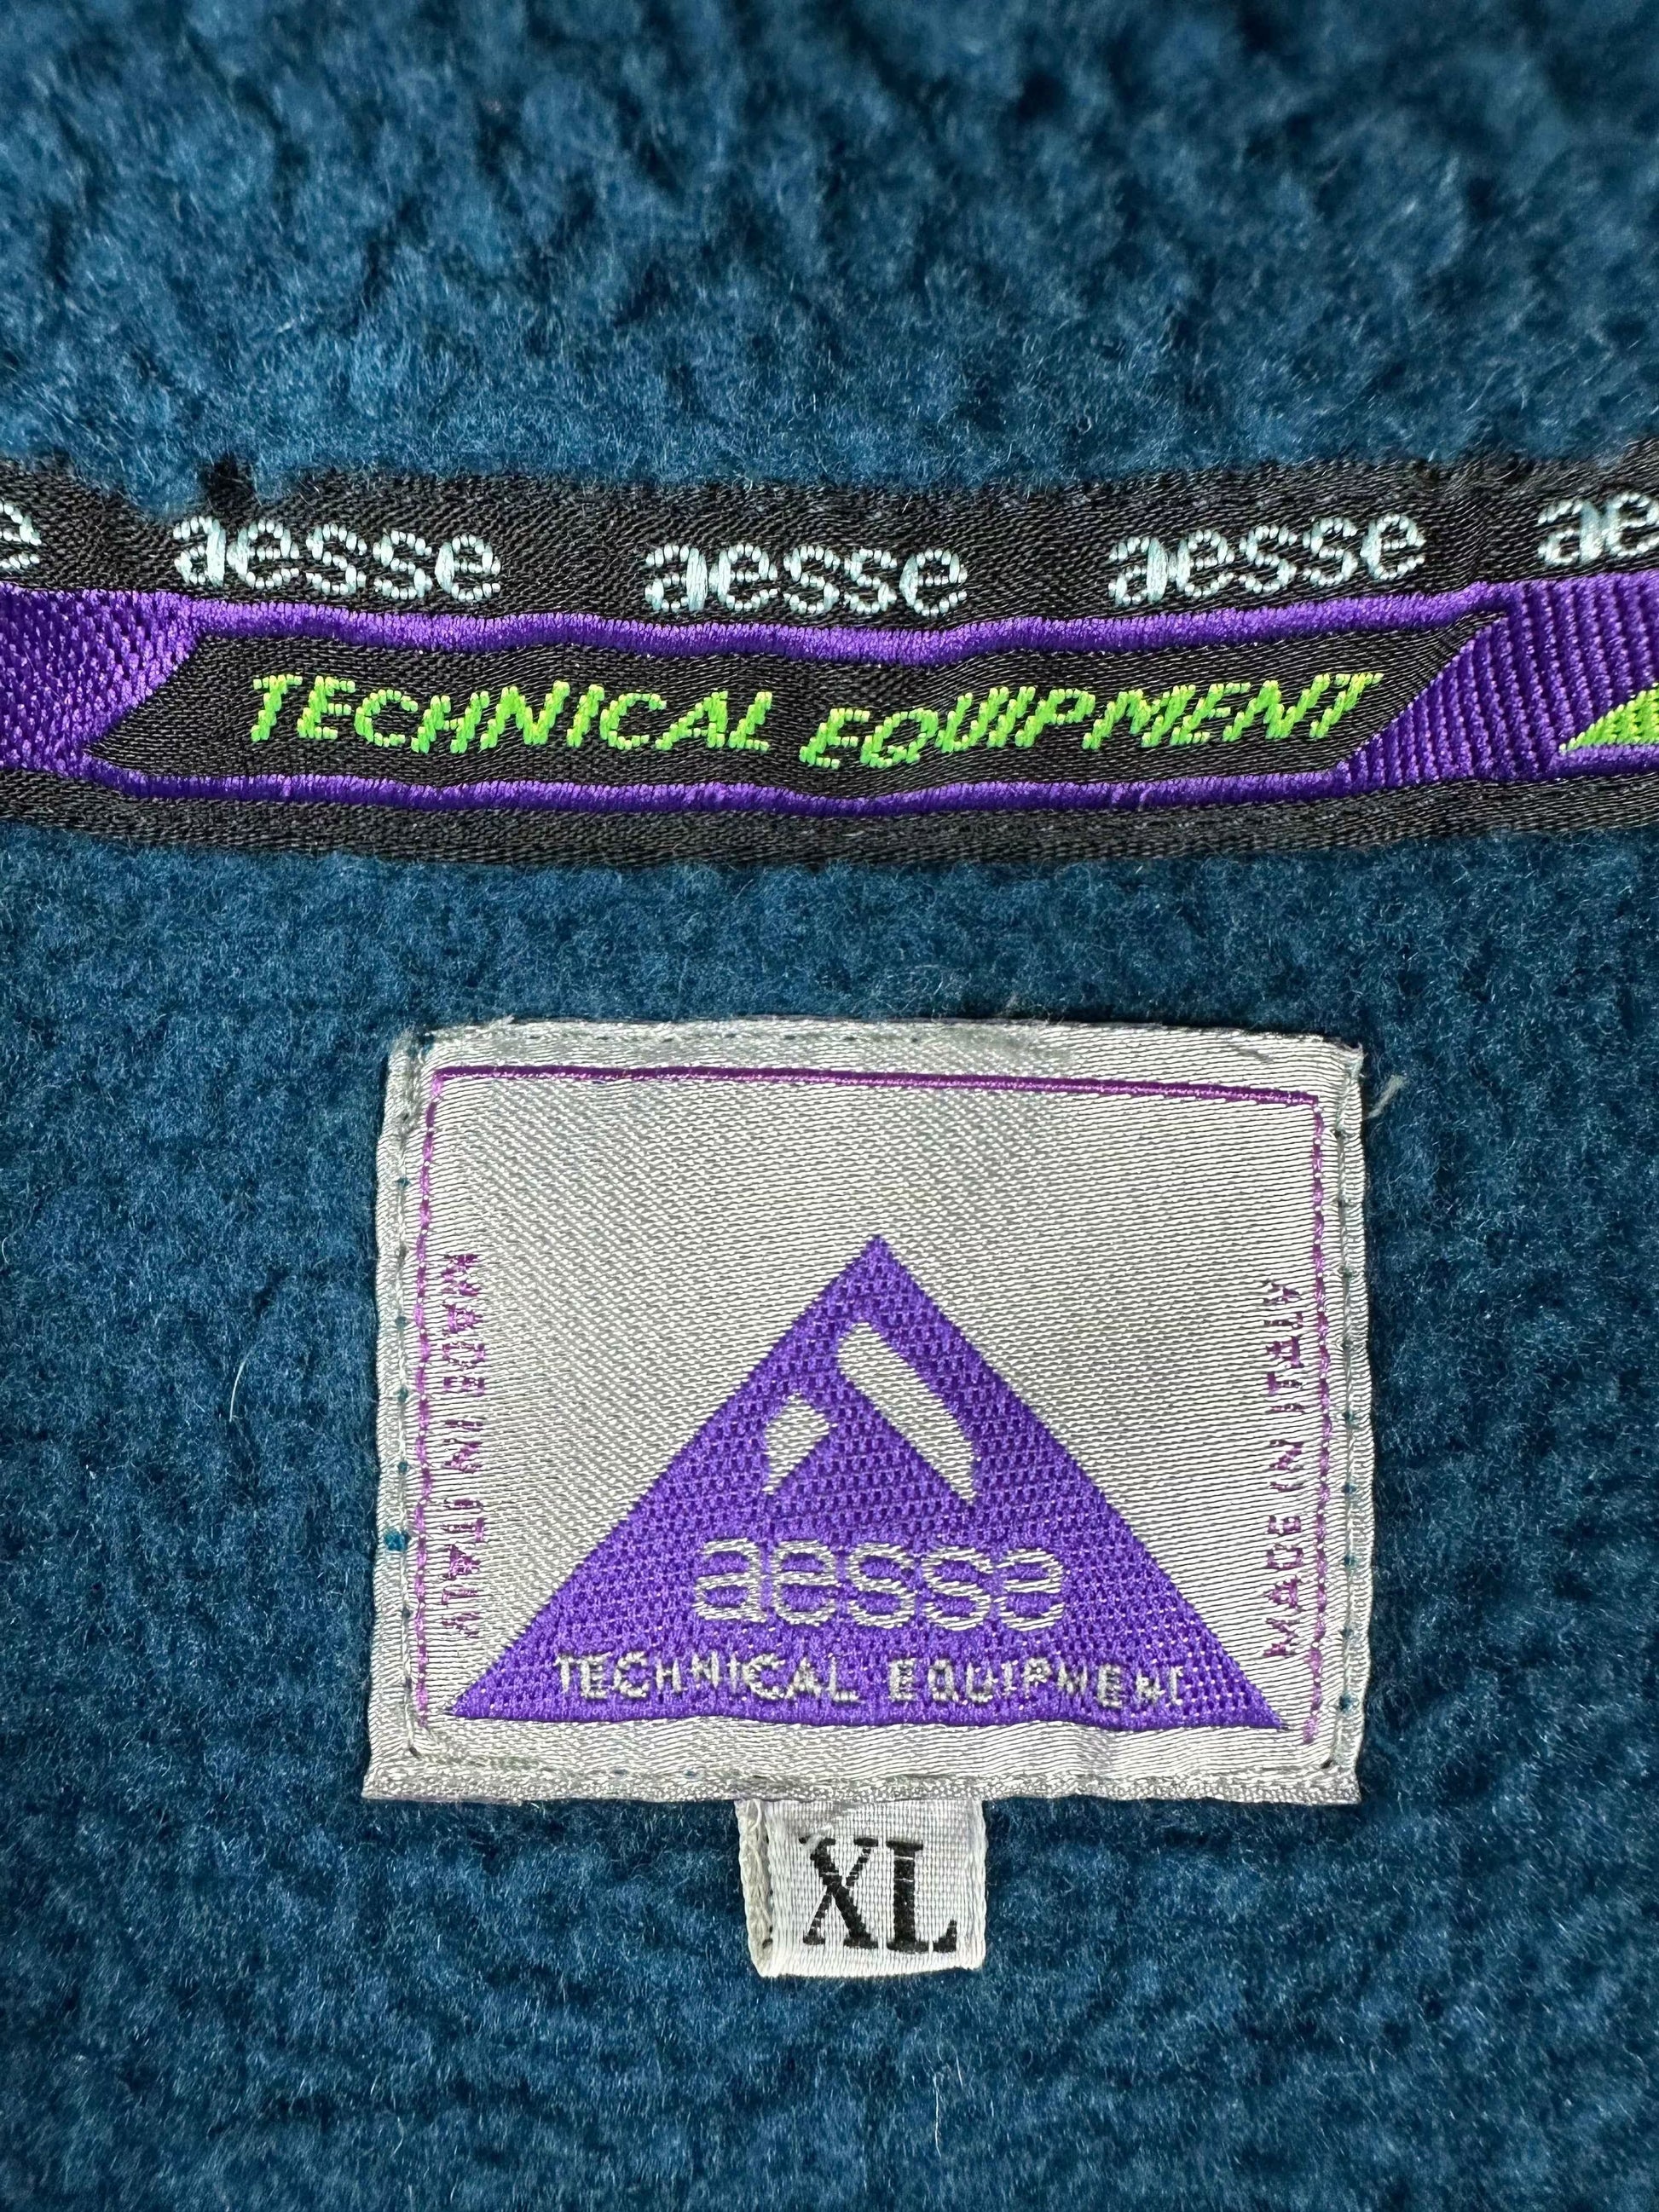 e aesse aesse aesse ae
TECHNICAL EQUIPMENT
MADE IN ITALY
MADE IN ITALY
aesse
TECHNICAL EQUIPMENT
XL